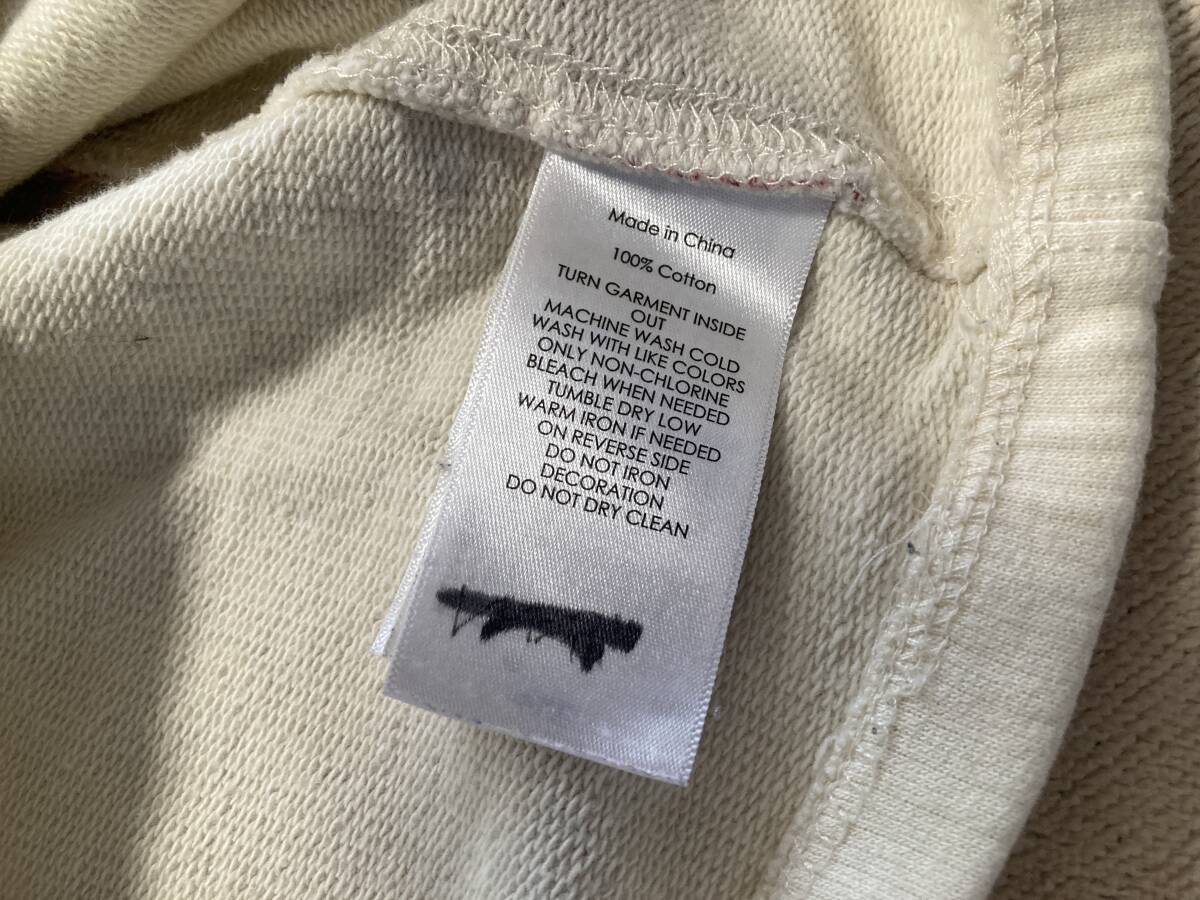 Made in China
100% Cotton
TURN GARMENT INSIDE
OUT
MACHINE WASH COLD
WASH WITH LIKE COLORS
ONLY NON-CHLORINE
BLEACH WHEN NEEDED
TUMBLE DRY LOW
WARM IRON IF NEEDED
ON REVERSE SIDE
DO NOT IRON
DECORATION
DO NOT DRY CLEAN